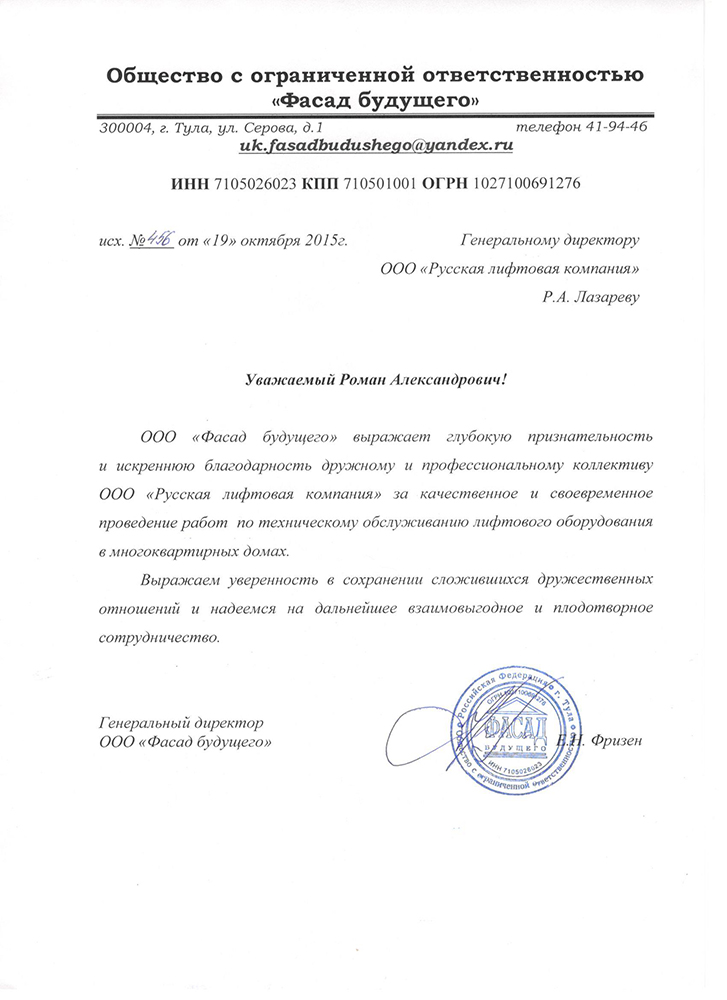 Общество с ограниченной ответственностью
«Фасад будущего»
300004, г. Тула, ул. Серова, д.1 телефон 41-94-46
uk.fasadbudushego@yandex.ru
ИНН 7105026023 КПП 710501001 ОГРН 1027100691276
исх. №456 от «19» октября 2015г.
Генеральному директору
ООО «Русская лифтовая компания»
Р.А. Лазареву
Уважаемый Роман Александрович!
ООО «Фасад будущего» выражает глубокую признательность
и искреннюю благодарность дружному и профессиональному коллективу
ООО «Русская лифтовая компания» за качественное и своевременное
проведение работ по техническому обслуживанию лифтового оборудования
в многоквартирных домах.
Выражаем уверенность в сохранении сложившихся дружественных
отношений и надеемся на дальнейшее взаимовыгодное и плодотворное
сотрудничество.
Генеральный директор
ООО «Фасад будущего»
Е.Н. Фризен
Российская Федерация г. Тула
ОГРН 1027100691276
ФАСАД
БУДУЩЕГО
ИНН 7105026023
с ограниченной ответственностью